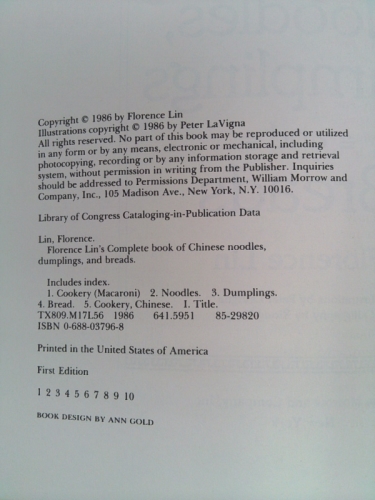 Copyright © 1986 by Florence Lin
Illustrations copyright © 1986 by Peter LaVigna
All rights reserved. No part of this book may be reproduced or utilized
in any form or by any means, electronic or mechanical, including
photocopying, recording or by any information storage and retrieval
system, without permission in writing from the Publisher. Inquiries
should be addressed to Permissions Department, William Morrow and
Company, Inc., 105 Madison Ave., New York, N.Y. 10016.
Library of Congress Cataloging-in-Publication Data
Lin, Florence.
Florence Lin's Complete book of Chinese noodles,
dumplings, and breads.
Includes index.
1. Cookery (Macaroni) 2. Noodles. 3. Dumplings.
4. Bread. 5. Cookery, Chinese. 1. Title.
TX809.M17L56 1986 641.5951 85-29820
ISBN 0-688-03796-8
Printed in the United States of America
First Edition
1 2 3 4 5 6 7 8 9 10
BOOK DESIGN BY ANN GOLD